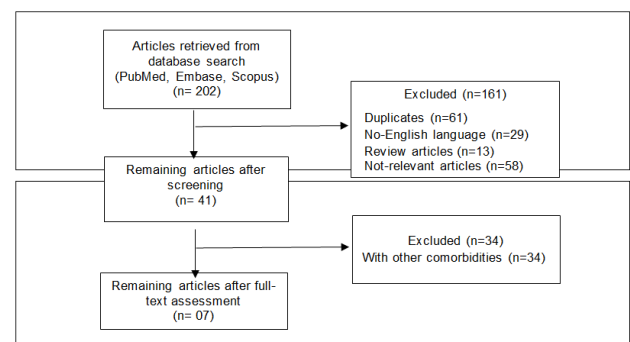 Articles retrieved from
database search
(PubMed, Embase, Scopus)
(n= 202)
Excluded (n=161)
Duplicates (n=61)
No-English language (n=29)
Review articles (n=13)
Not-relevant articles (n=58)
Remaining articles after
screening
(n= 41)
Excluded (n=34)
With other comorbidities (n=34)
Remaining articles after full-
text assessment
(n= 07)